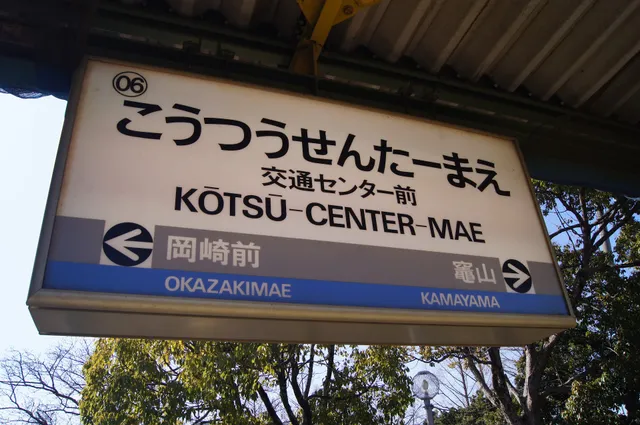 06
こうつうせんたーまえ
交通センター前
KŌTSŪ-CENTER-MAE
岡崎前
竈山
OKAZAKIMAE
KAMAYAMA